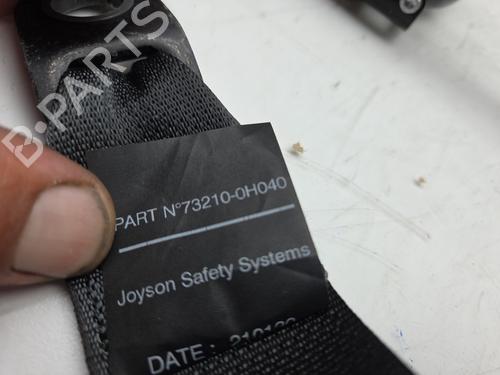 B-PARTS
PART N°73210-0H040
Joyson Safety Systems
DATE :